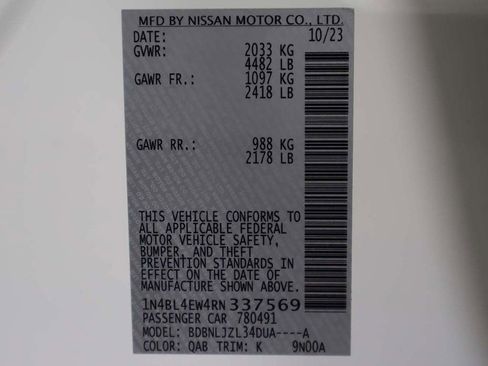 MFD BY NISSAN MOTOR CO., LTD.
DATE: 10/23
GVWR: 2033 KG
4482 LB
GAWR FR.: 1097 KG
2418 LB
GAWR RR.: 988 KG
2178 LB
THIS VEHICLE CONFORMS TO
ALL APPLICABLE FEDERAL
MOTOR VEHICLE SAFETY,
BUMPER, AND THEFT
PREVENTION STANDARDS IN
EFFECT ON THE DATE OF
MANUFACTURE SHOWN ABOVE.
1N4BL4EW4RN337569
PASSENGER CAR 780491
MODEL: BDBNLJZL34DUA----A
COLOR: QAB TRIM: K 9N00A